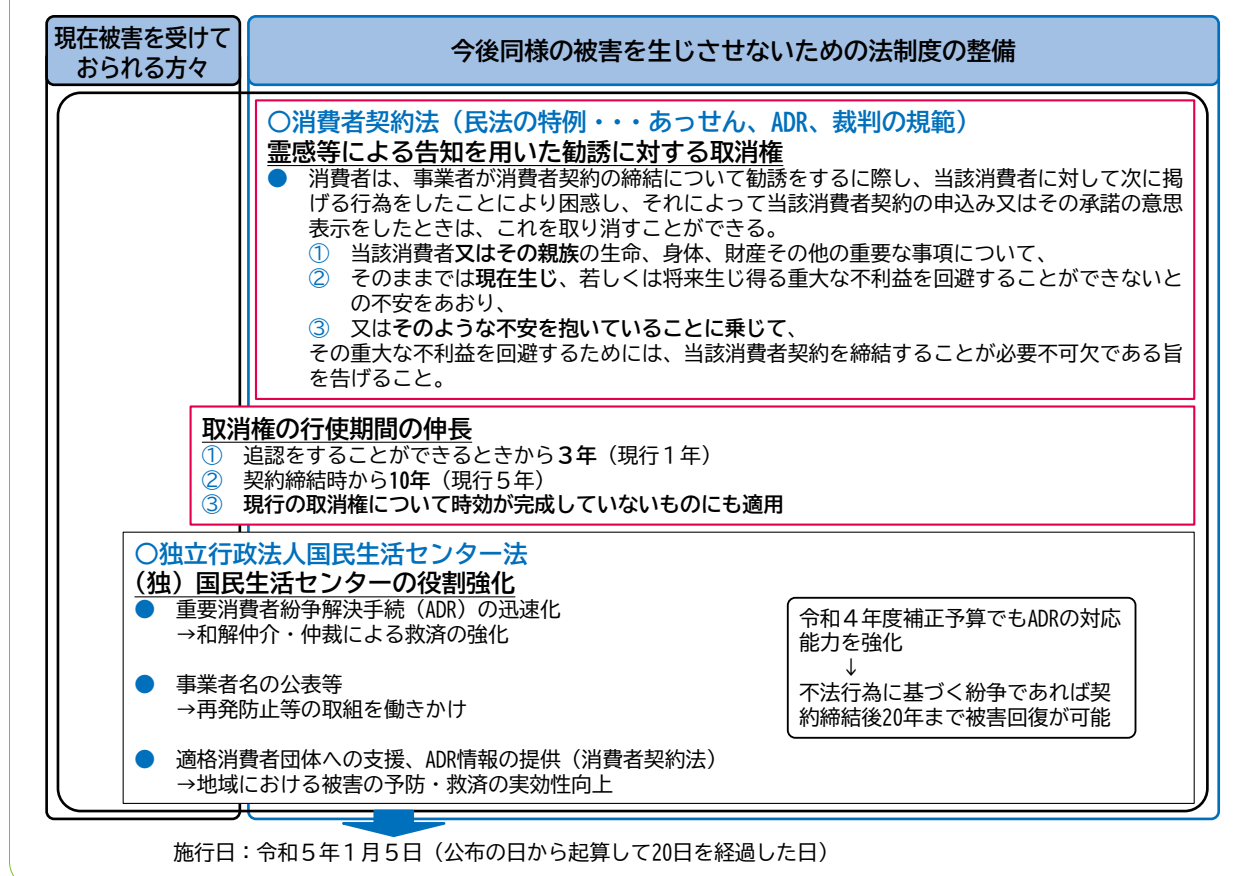 現在被害を受けて
おられる方々
今後同様の被害を生じさせないための法制度の整備
〇消費者契約法（民法の特例・・・あっせん、ADR、裁判の規範）
霊感等による告知を用いた勧誘に対する取消権
● 消費者は、事業者が消費者契約の締結について勧誘をするに際し、当該消費者に対して次に掲
げる行為をしたことにより困惑し、それによって当該消費者契約の申込み又はその承諾の意思
表示をしたときは、これを取り消すことができる。
① 当該消費者又はその親族の生命、身体、財産その他の重要な事項について、
② そのままでは現在生じ、若しくは将来生じ得る重大な不利益を回避することができないと
の不安をあおり、
③ 又はそのような不安を抱いていることに乗じて、
その重大な不利益を回避するためには、当該消費者契約を締結することが必要不可欠である旨
を告げること。
取消権の行使期間の伸長
① 追認をすることができるときから３年（現行１年）
② 契約締結時から10年（現行５年）
③ 現行の取消権について時効が完成していないものにも適用
〇独立行政法人国民生活センター法
（独）国民生活センターの役割強化
● 重要消費者紛争解決手続（ADR）の迅速化
→和解仲介・仲裁による救済の強化
● 事業者名の公表等
→再発防止等の取組を働きかけ
● 適格消費者団体への支援、ADR情報の提供（消費者契約法）
→地域における被害の予防・救済の実効性向上
令和４年度補正予算でもADRの対応
能力を強化
↓
不法行為に基づく紛争であれば契
約締結後20年まで被害回復が可能
施行日：令和５年１月５日（公布の日から起算して20日を経過した日）